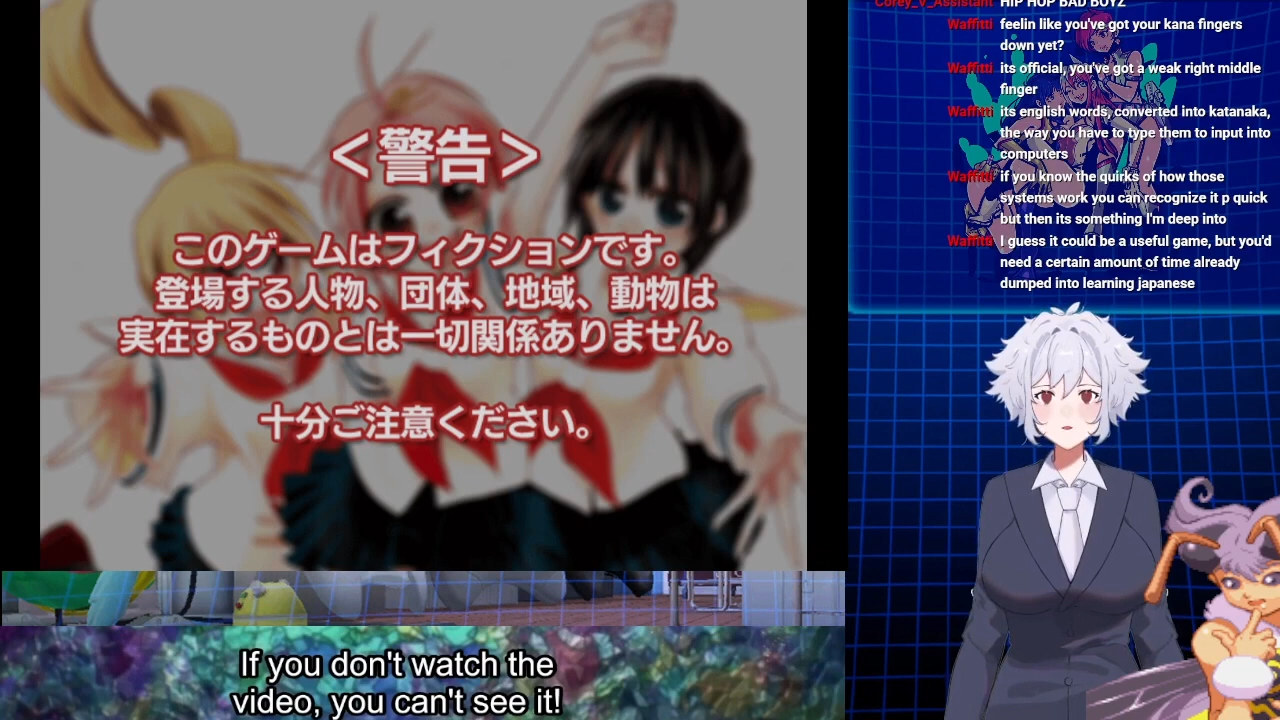 ＜警告＞
このゲームはフィクションです。
登場する人物、団体、地域、動物は
実在するものとは一切関係ありません。
十分ご注意ください。
If you don't watch the
video, you can't see it!
Corey_V_Assistant HIP HOP BAD BOYZ
Waffitti feelin like you've got your kana fingers
down yet?
Waffitti its official, you've got a weak right middle
finger
Waffitti its english words, converted into katanaka,
the way you have to type them to input into
computers
Waffitti if you know the quirks of how those
systems work you can recognize it p quick
but then its something I'm deep into
Waffitti I guess it could be a useful game, but you'd
need a certain amount of time already
dumped into learning japanese